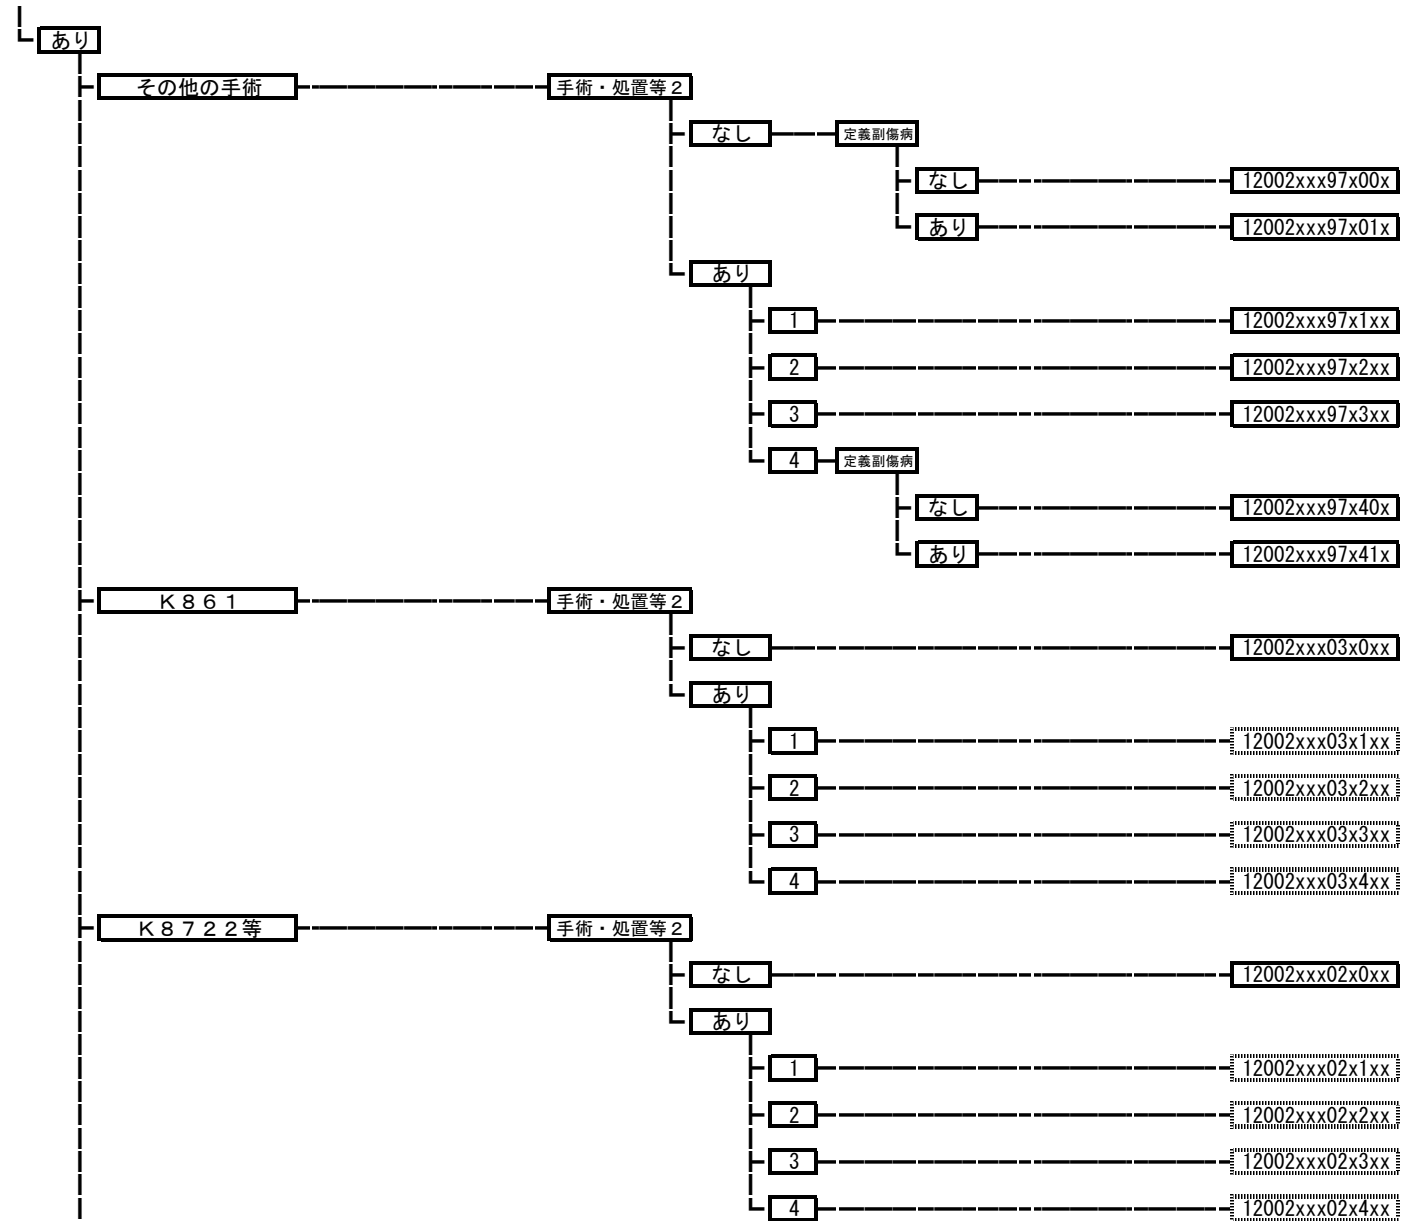 あり
その他の手術 手術・処置等２
なし 定義副傷病
なし 12002xxx97x00x
あり 12002xxx97x01x
あり
1 12002xxx97x1xx
2 12002xxx97x2xx
3 12002xxx97x3xx
4 定義副傷病
なし 12002xxx97x40x
あり 12002xxx97x41x
Ｋ８６１ 手術・処置等２
なし 12002xxx03x0xx
あり
1 12002xxx03x1xx
2 12002xxx03x2xx
3 12002xxx03x3xx
4 12002xxx03x4xx
Ｋ８７２２等 手術・処置等２
なし 12002xxx02x0xx
あり
1 12002xxx02x1xx
2 12002xxx02x2xx
3 12002xxx02x3xx
4 12002xxx02x4xx